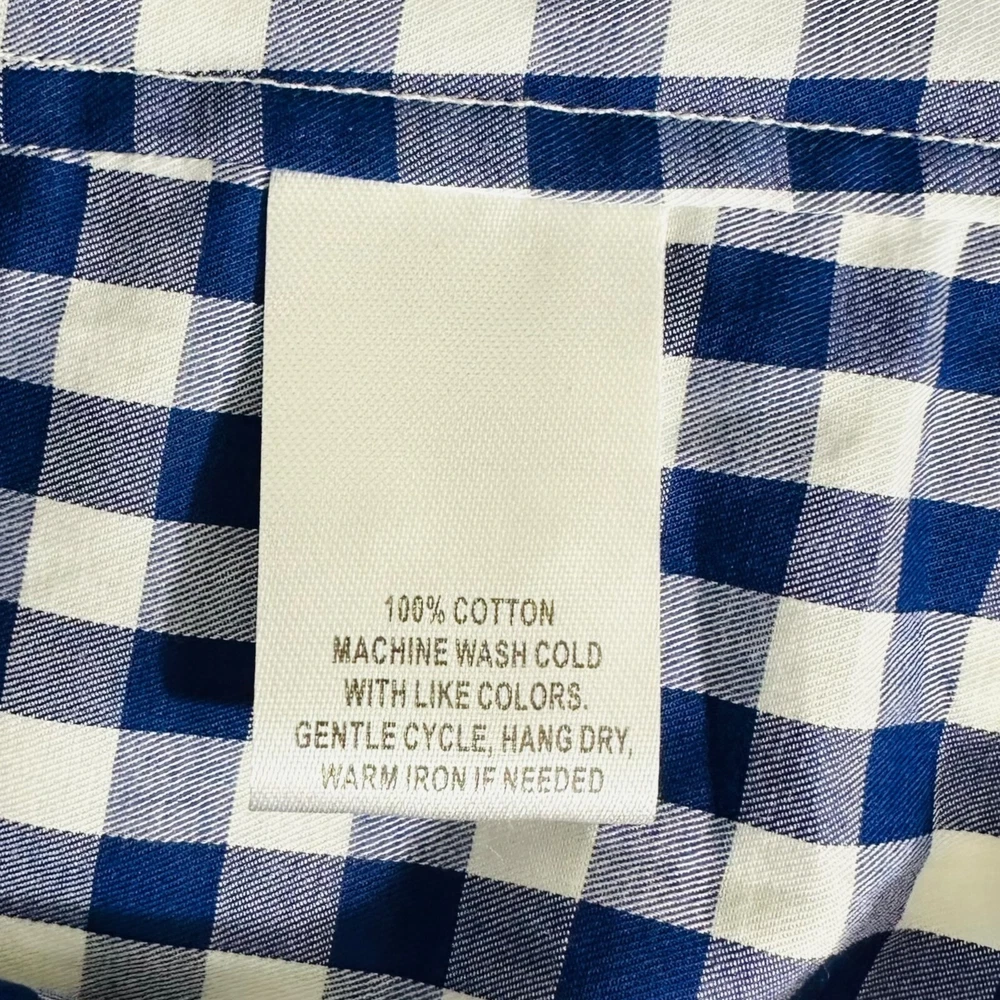 100% COTTON
MACHINE WASH COLD
WITH LIKE COLORS.
GENTLE CYCLE, HANG DRY,
WARM IRON IF NEEDED